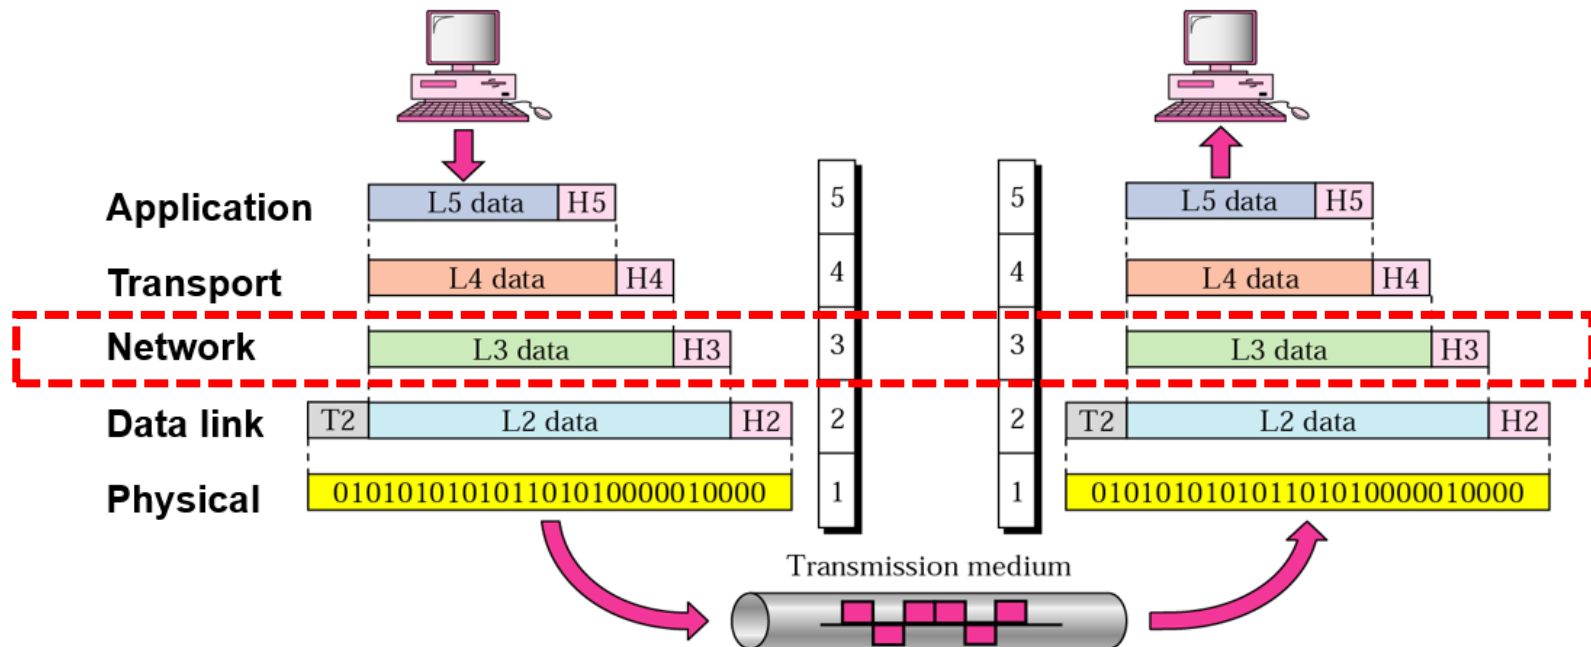 Application L5 data H5 5 5 L5 data H5
Transport L4 data H4 4 4 L4 data H4
Network L3 data H3 3 3 L3 data H3
Data link T2 L2 data H2 2 2 T2 L2 data H2
Physical 010101010101101010000010000 1 1 010101010101101010000010000
Transmission medium